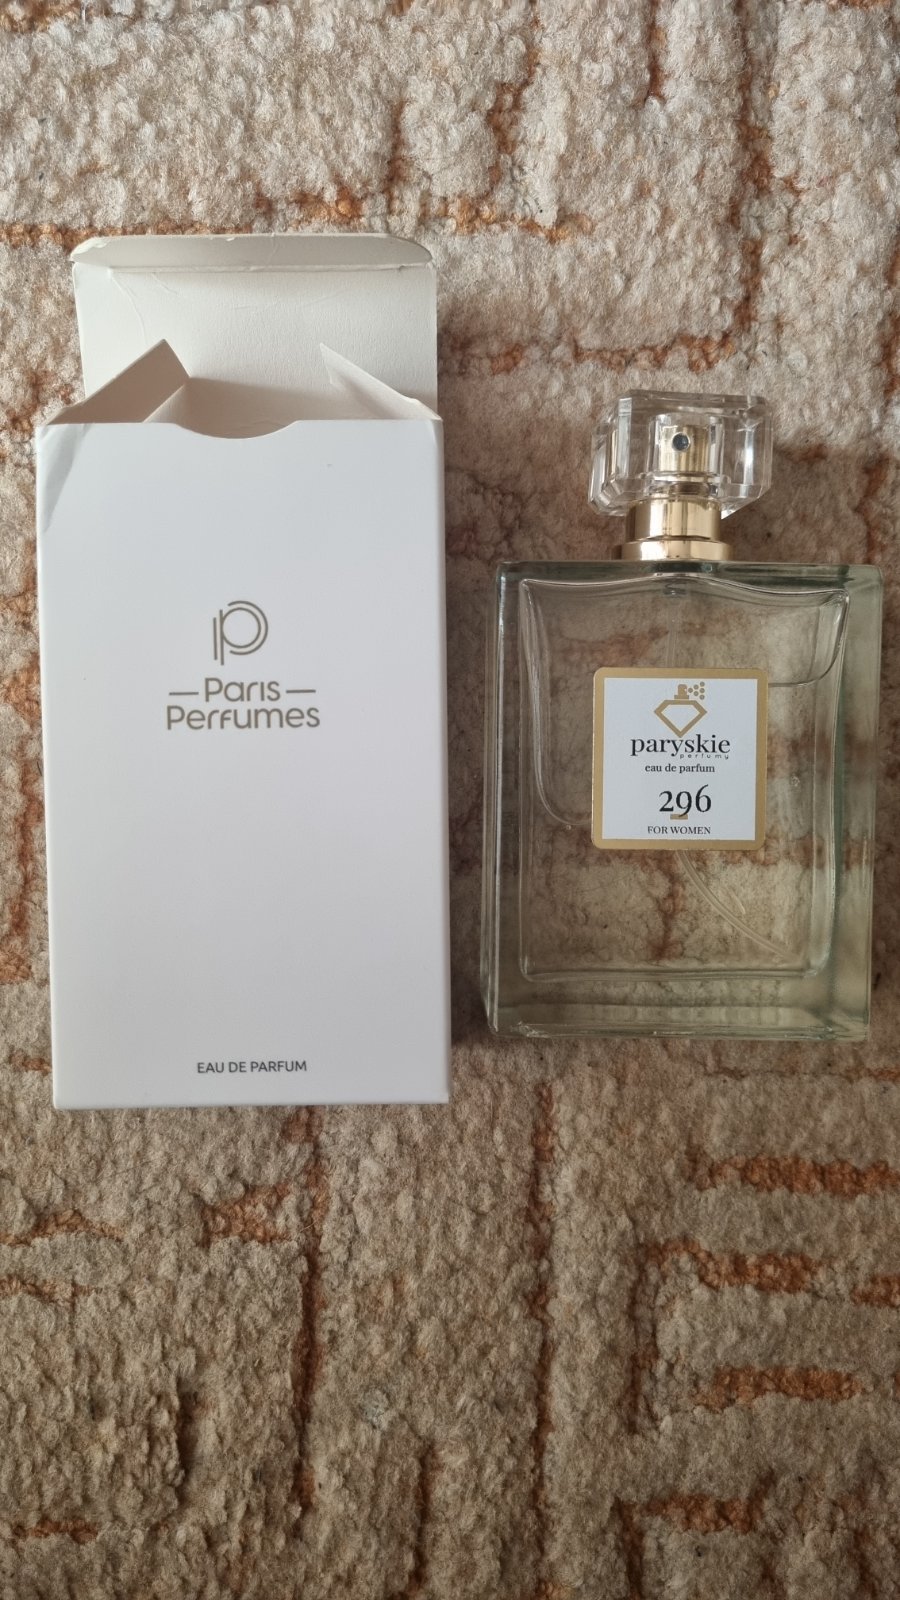 Paris
Perfumes
EAU DE PARFUM
paryskie
perfumy
eau de parfum
296
FOR WOMEN